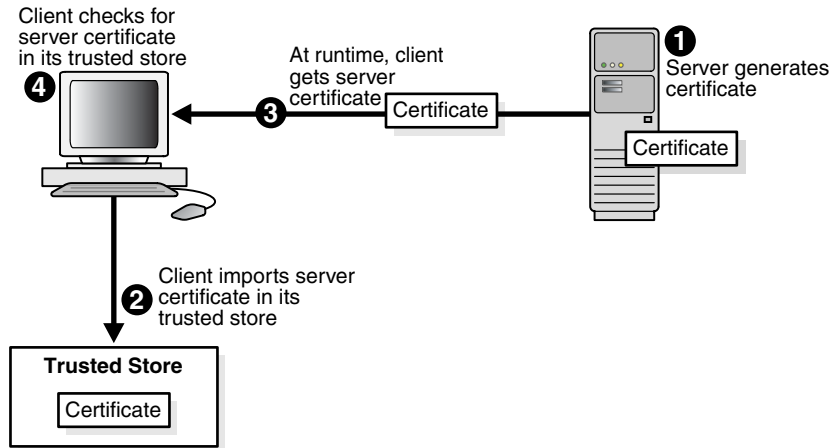 Client checks for
server certificate
in its trusted store
4
At runtime, client
gets server
certificate
3
Certificate
1
Server generates
certificate
Certificate
2
Client imports server
certificate in its
trusted store
Trusted Store
Certificate